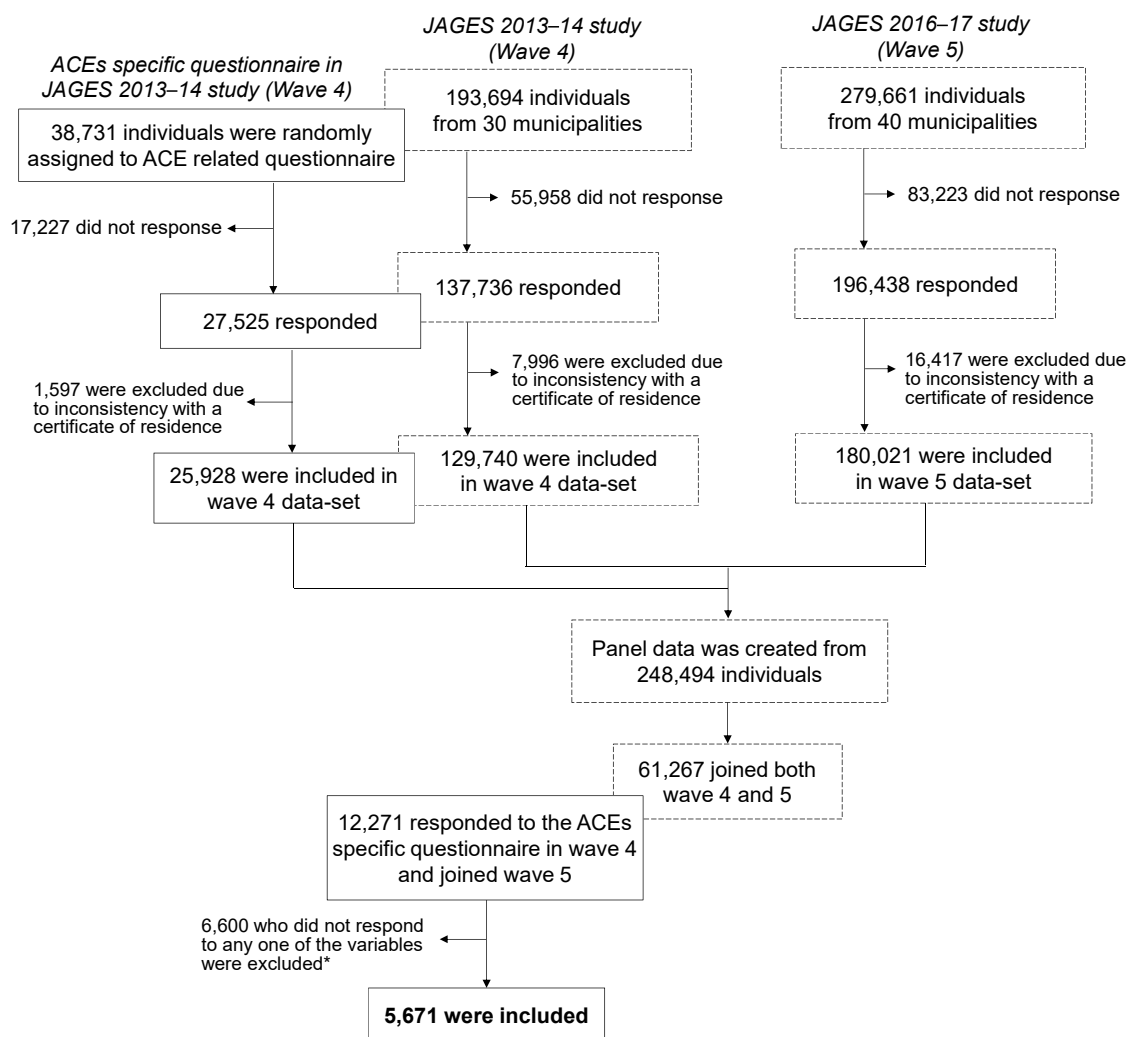 ACEs specific questionnaire in
JAGES 2013–14 study (Wave 4)
38,731 individuals were randomly
assigned to ACE related questionnaire
17,227 did not response
27,525 responded
1,597 were excluded due
to inconsistency with a
certificate of residence
25,928 were included in
wave 4 data-set
JAGES 2013–14 study
(Wave 4)
193,694 individuals
from 30 municipalities
55,958 did not response
137,736 responded
7,996 were excluded due
to inconsistency with a
certificate of residence
129,740 were included
in wave 4 data-set
JAGES 2016–17 study
(Wave 5)
279,661 individuals
from 40 municipalities
83,223 did not response
196,438 responded
16,417 were excluded due
to inconsistency with a
certificate of residence
180,021 were included
in wave 5 data-set
Panel data was created from
248,494 individuals
61,267 joined both
wave 4 and 5
12,271 responded to the ACEs
specific questionnaire in wave 4
and joined wave 5
6,600 who did not respond
to any one of the variables
were excluded*
5,671 were included